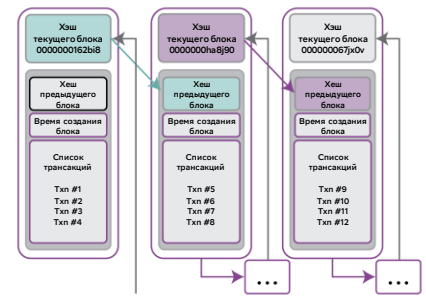 Хэш
текущего блока
0000000162bi8
Хеш
предыдущего
блока
Время создания
блока
Список
трансакций
Txn #1
Txn #2
Txn #3
Txn #4
Хэш
текущего блока
0000000ha8j90
Хеш
предыдущего
блока
Время создания
блока
Список
трансакций
Txn #5
Txn #6
Txn #7
Txn #8
...
Хэш
текущего блока
000000067jx0v
Хеш
предыдущего
блока
Время создания
блока
Список
трансакций
Txn #9
Txn #10
Txn #11
Txn #12
...